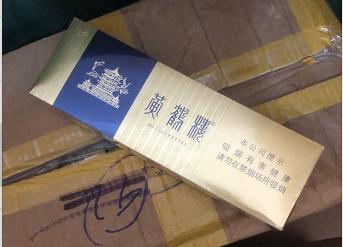 黄鹤楼
本公司提示
吸烟有害健康
请勿在禁烟场所吸烟